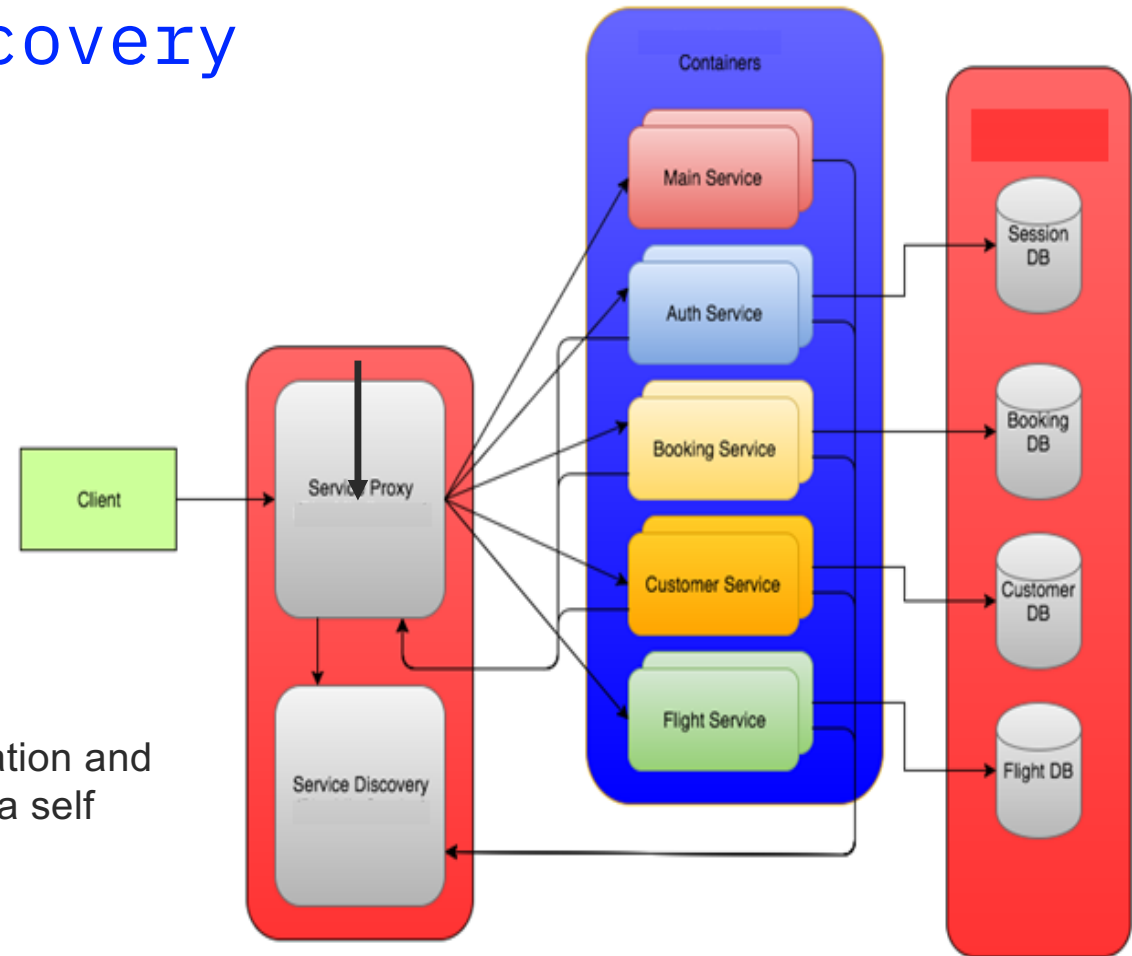 covery
Containers
Main Service
Session
DB
Auth Service
Booking
DB
Booking Service
Service Proxy
Client
Customer Service
Customer
DB
Flight Service
ation and
a self
Service Discovery
Flight DB